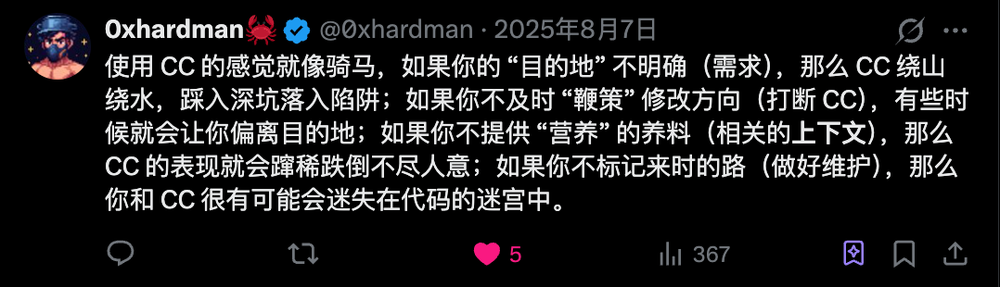 0xhardman🦀 @0xhardman · 2025年8月7日
使用 CC 的感觉就像骑马，如果你的 “目的地” 不明确（需求），那么 CC 绕山
绕水，踩入深坑落入陷阱；如果你不及时 “鞭策” 修改方向（打断 CC），有些时
候就会让你偏离目的地；如果你不提供 “营养” 的养料（相关的上下文），那么
CC 的表现就会蹿稀跌倒不尽人意；如果你不标记来时的路（做好维护），那么
你和 CC 很有可能会迷失在代码的迷宫中。
5 367